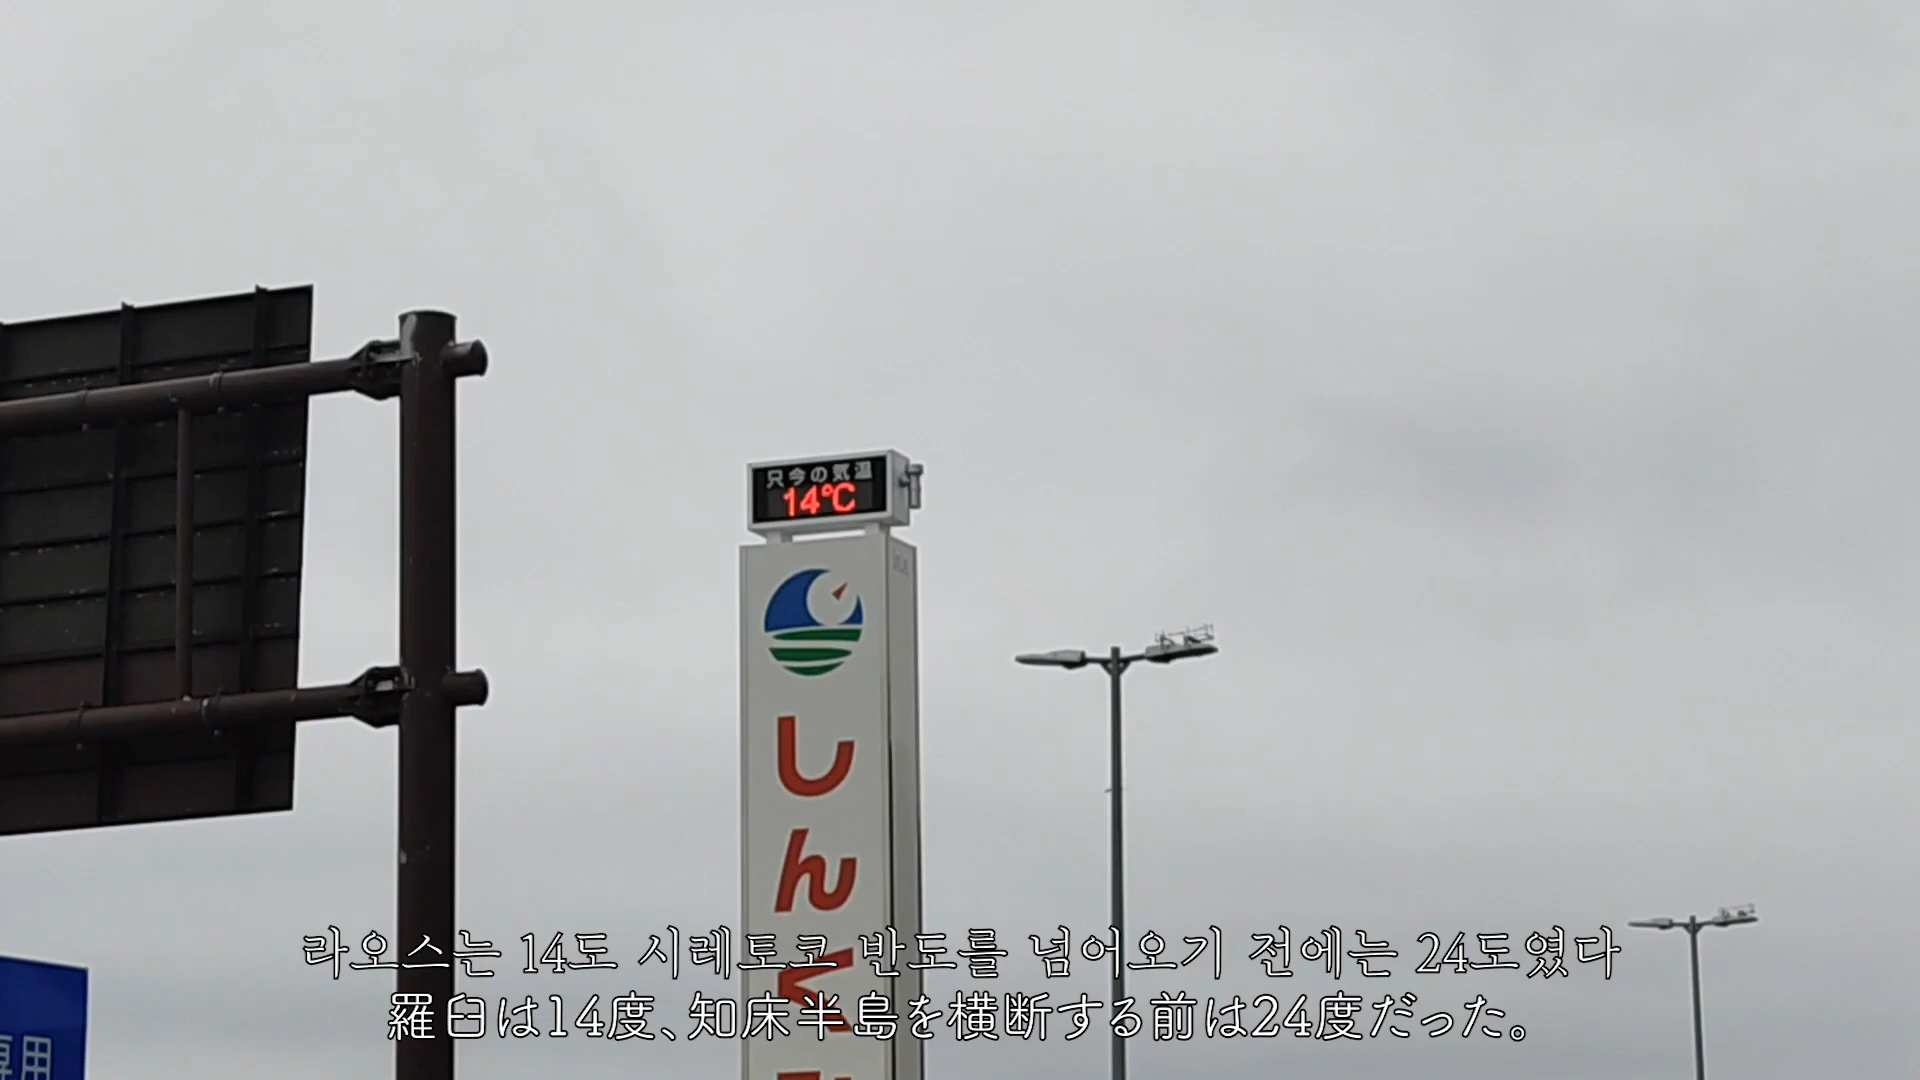 只今の気温
14℃
しん
専用
라오스는 14도 시레토코 반도를 넘어오기 전에는 24도였다
羅臼は14度、知床半島を横断する前は24度だった。